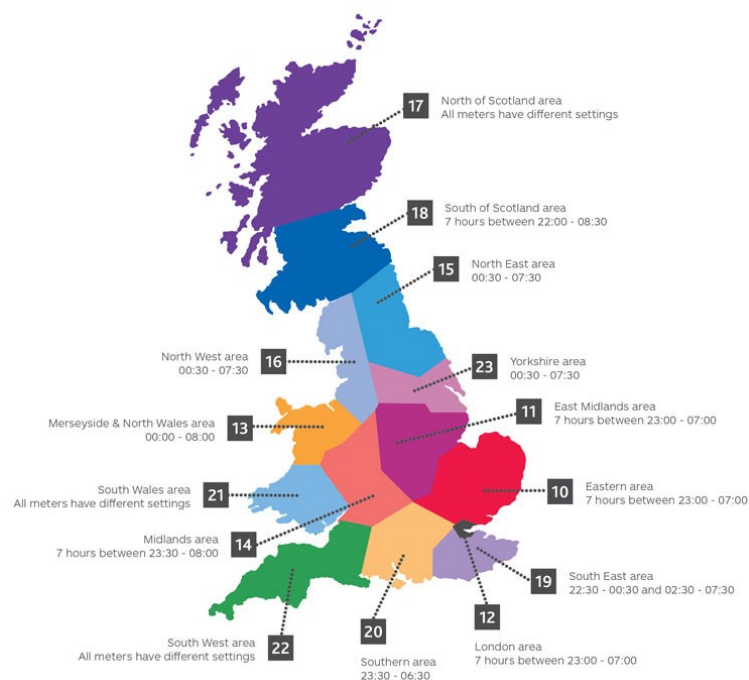 17
North of Scotland area
All meters have different settings
18
South of Scotland area
7 hours between 22:00 - 08:30
15
North East area
00:30 - 07:30
North West area
00:30 - 07:30
16
23
Yorkshire area
00:30 - 07:30
11
East Midlands area
7 hours between 23:00 - 07:00
Merseyside & North Wales area
00:00 - 08:00
13
South Wales area
All meters have different settings
21
10
Eastern area
7 hours between 23:00 - 07:00
Midlands area
7 hours between 23:30 - 08:00
14
19
South East area
22:30 - 00:30 and 02:30 - 07:30
12
London area
7 hours between 23:00 - 07:00
20
Southern area
23:30 - 06:30
South West area
All meters have different settings
22